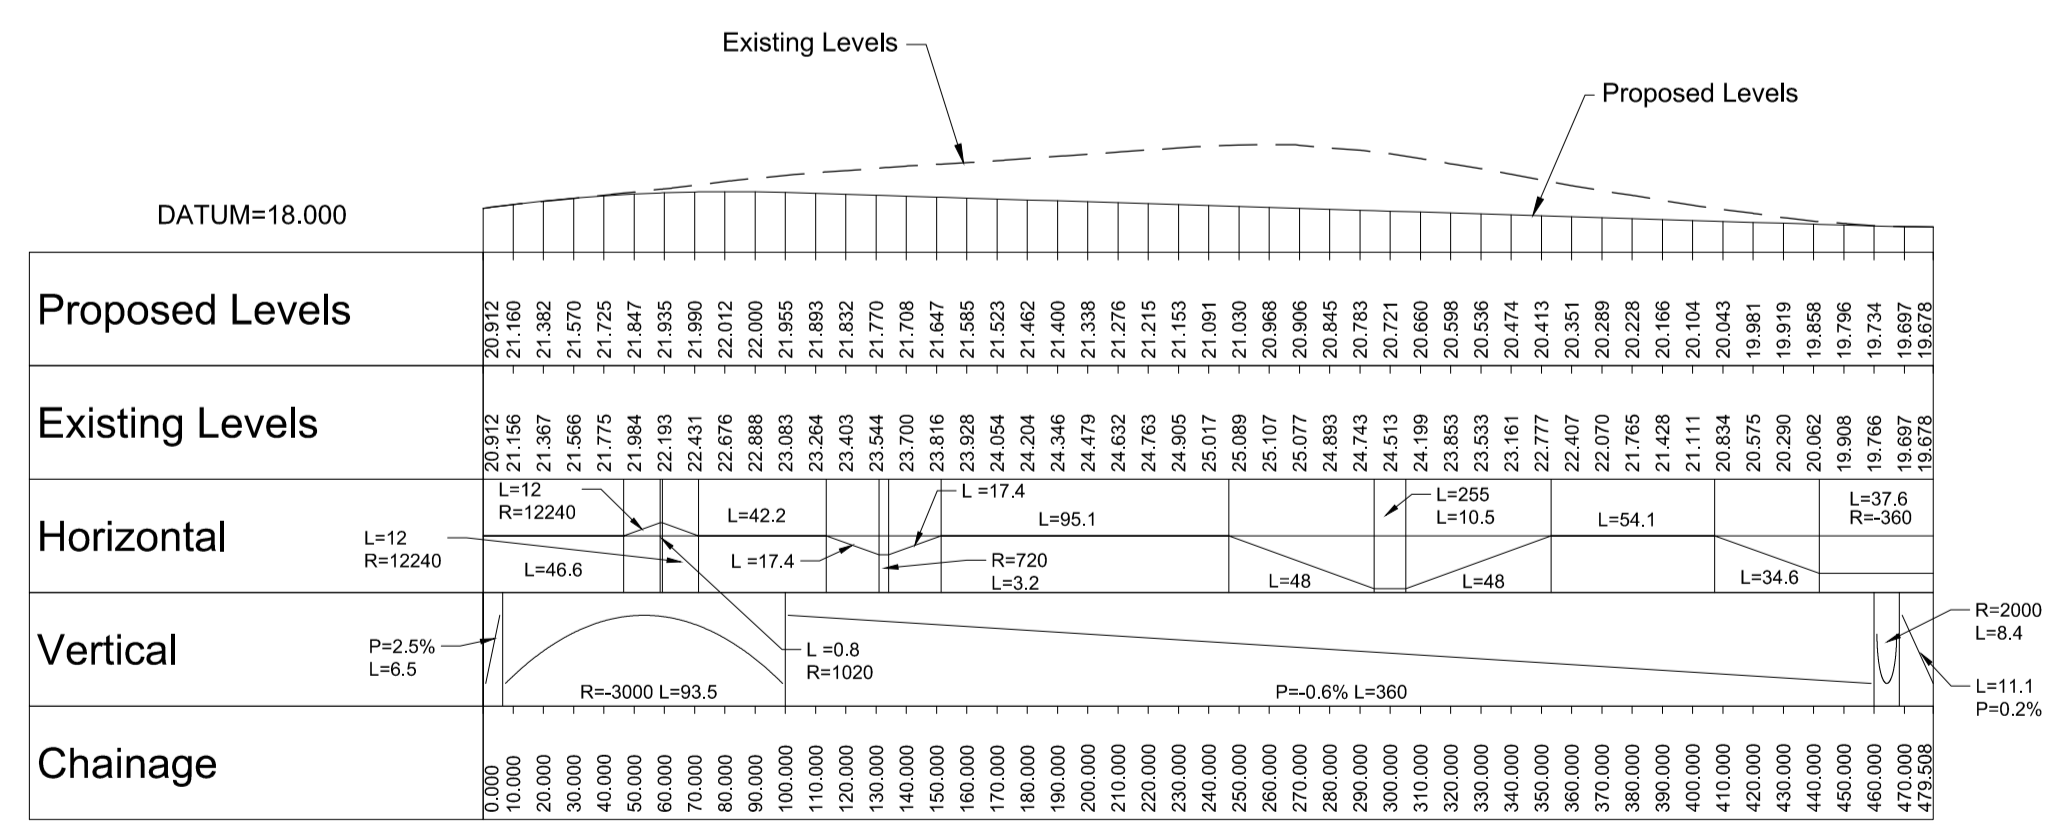 Existing Levels
Proposed Levels
DATUM=18.000
Proposed Levels
20.912 21.160 21.382 21.570 21.725 21.847 21.935 21.990 22.012 22.000 21.955 21.893 21.832 21.770 21.708 21.647 21.585 21.523 21.462 21.400 21.338 21.276 21.215 21.153 21.091 21.030 20.968 20.906 20.845 20.783 20.721 20.660 20.598 20.536 20.474 20.413 20.351 20.289 20.228 20.166 20.104 20.043 19.981 19.919 19.858 19.796 19.734 19.697 19.678
Existing Levels
20.912 21.156 21.367 21.566 21.775 21.984 22.193 22.431 22.676 22.888 23.083 23.264 23.403 23.544 23.700 23.816 23.928 24.054 24.204 24.346 24.479 24.632 24.763 24.905 25.017 25.089 25.107 25.077 24.893 24.743 24.513 24.199 23.853 23.533 23.161 22.777 22.407 22.070 21.765 21.428 21.111 20.834 20.575 20.290 20.062 19.908 19.766 19.697 19.678
Horizontal
L=12
R=12240
L=12
R=12240
L=46.6
L=42.2
L =17.4
L =17.4
L=95.1
R=720
L=3.2
L=48
L=255
L=10.5
L=48
L=54.1
L=34.6
L=37.6
R=-360
Vertical
P=2.5%
L=6.5
R=-3000 L=93.5
L =0.8
R=1020
P=-0.6% L=360
R=2000
L=8.4
L=11.1
P=0.2%
Chainage
0.000 10.000 20.000 30.000 40.000 50.000 60.000 70.000 80.000 90.000 100.000 110.000 120.000 130.000 140.000 150.000 160.000 170.000 180.000 190.000 200.000 210.000 220.000 230.000 240.000 250.000 260.000 270.000 280.000 290.000 300.000 310.000 320.000 330.000 340.000 350.000 360.000 370.000 380.000 390.000 400.000 410.000 420.000 430.000 440.000 450.000 460.000 470.000 479.508